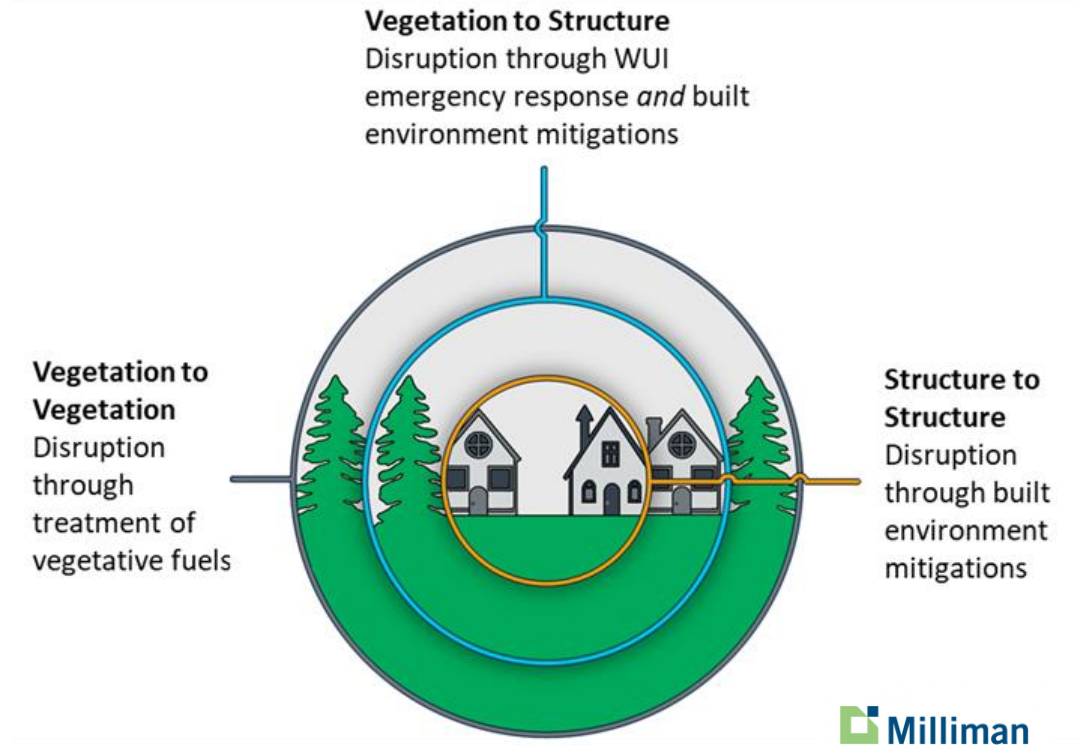 Vegetation to Structure
Disruption through WUI
emergency response and built
environment mitigations
Vegetation to
Vegetation
Disruption
through
treatment of
vegetative fuels
Structure to
Structure
Disruption
through built
environment
mitigations
Milliman